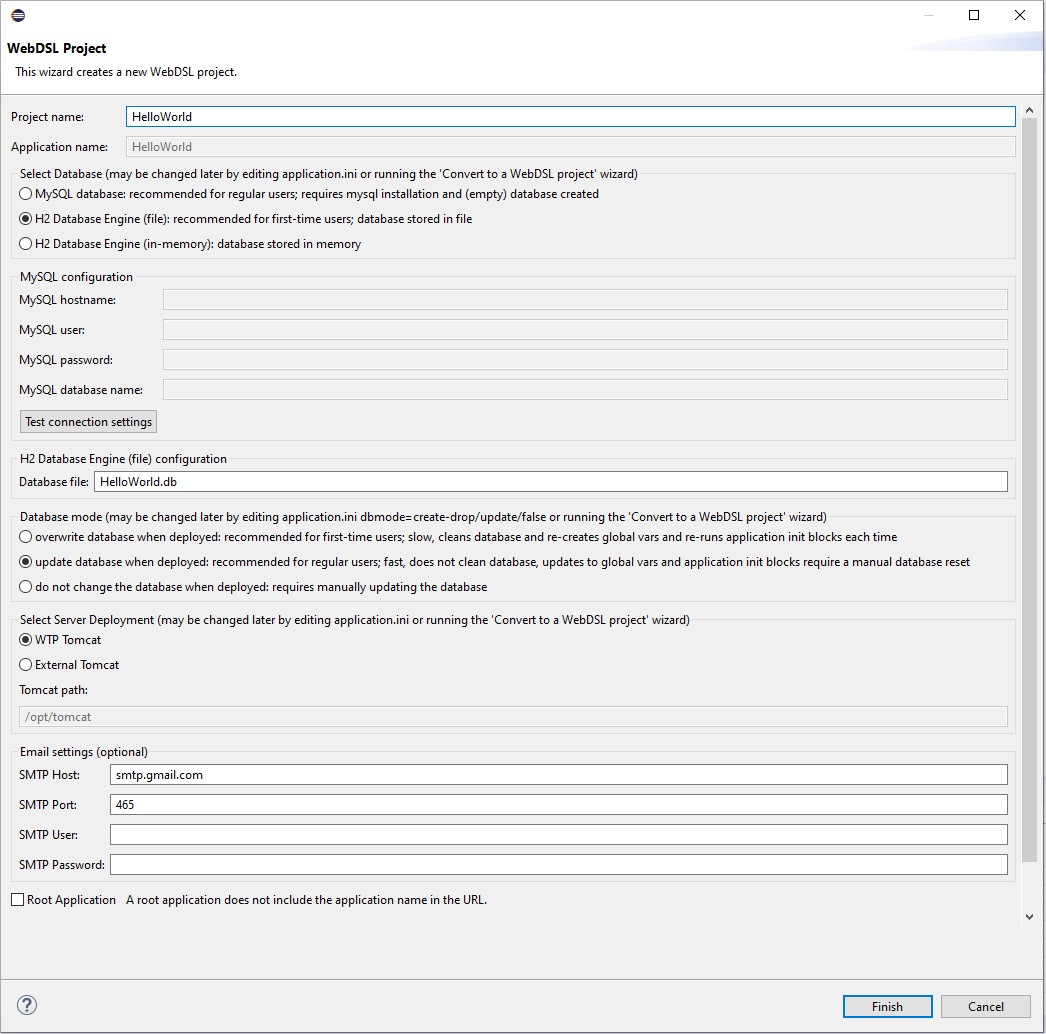 WebDSL Project
This wizard creates a new WebDSL project.
Project name: HelloWorld
Application name: HelloWorld
Select Database (may be changed later by editing application.ini or running the 'Convert to a WebDSL project' wizard)
MySQL database: recommended for regular users; requires mysql installation and (empty) database created
H2 Database Engine (file): recommended for first-time users; database stored in file
H2 Database Engine (in-memory): database stored in memory
MySQL configuration
MySQL hostname:
MySQL user:
MySQL password:
MySQL database name:
Test connection settings
H2 Database Engine (file) configuration
Database file: HelloWorld.db
Database mode (may be changed later by editing application.ini dbmode=create-drop/update/false or running the 'Convert to a WebDSL project' wizard)
overwrite database when deployed: recommended for first-time users; slow, cleans database and re-creates global vars and re-runs application init blocks each time
update database when deployed: recommended for regular users; fast, does not clean database, updates to global vars and application init blocks require a manual database reset
do not change the database when deployed: requires manually updating the database
Select Server Deployment (may be changed later by editing application.ini or running the 'Convert to a WebDSL project' wizard)
WTP Tomcat
External Tomcat
Tomcat path:
/opt/tomcat
Email settings (optional)
SMTP Host: smtp.gmail.com
SMTP Port: 465
SMTP User:
SMTP Password:
Root Application A root application does not include the application name in the URL.
? Finish Cancel